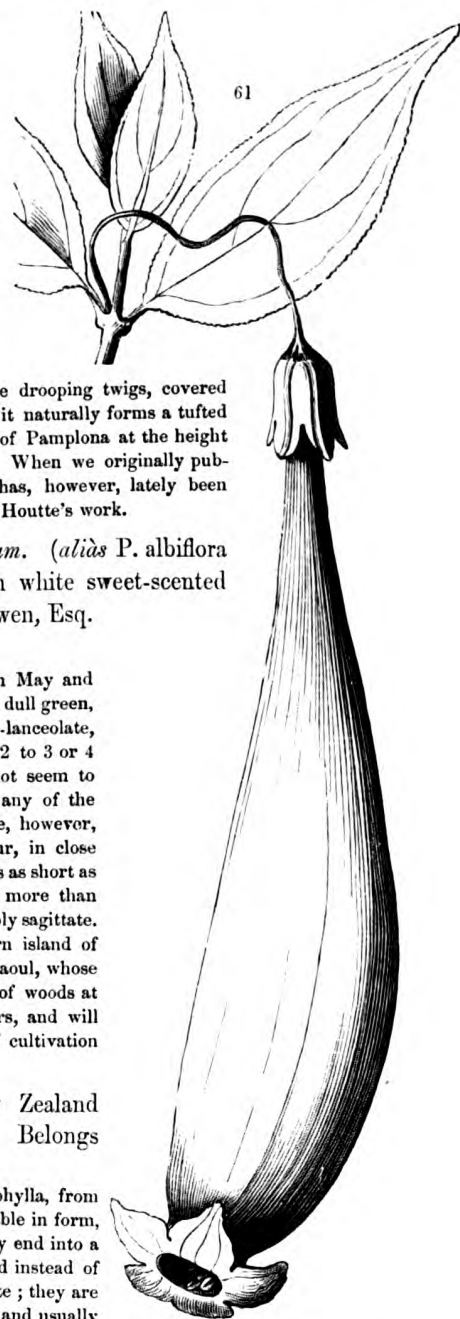 61
e drooping twigs, covered
it naturally forms a tufted
of Pamplona at the height
When we originally pub-
has, however, lately been
Houtte's work.
am. (aliàs P. albiflora
n white sweet-scented
wen, Esq.
n May and
dull green,
-lanceolate,
2 to 3 or 4
ot seem to
any of the
e, however,
ur, in close
s as short as
more than
ly sagittate.
rn island of
aoul, whose
of woods at
rs, and will
cultivation
Zealand
Belongs
phylla, from
ble in form,
y end into a
d instead of
te ; they are
and usually